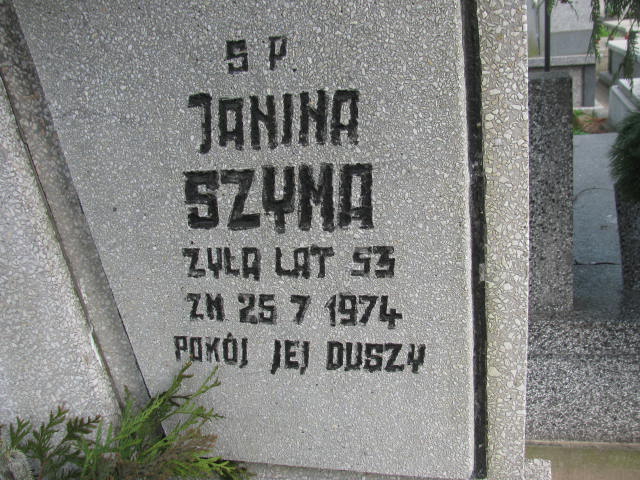 Ś P.
JANINA
SZYMA
ŻYŁA LAT 53
ZM 25 7 1974
POKÓJ JEJ DUSZY